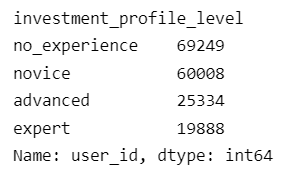 investment_profile_level
no_experience 69249
novice 60008
advanced 25334
expert 19888
Name: user_id, dtype: int64